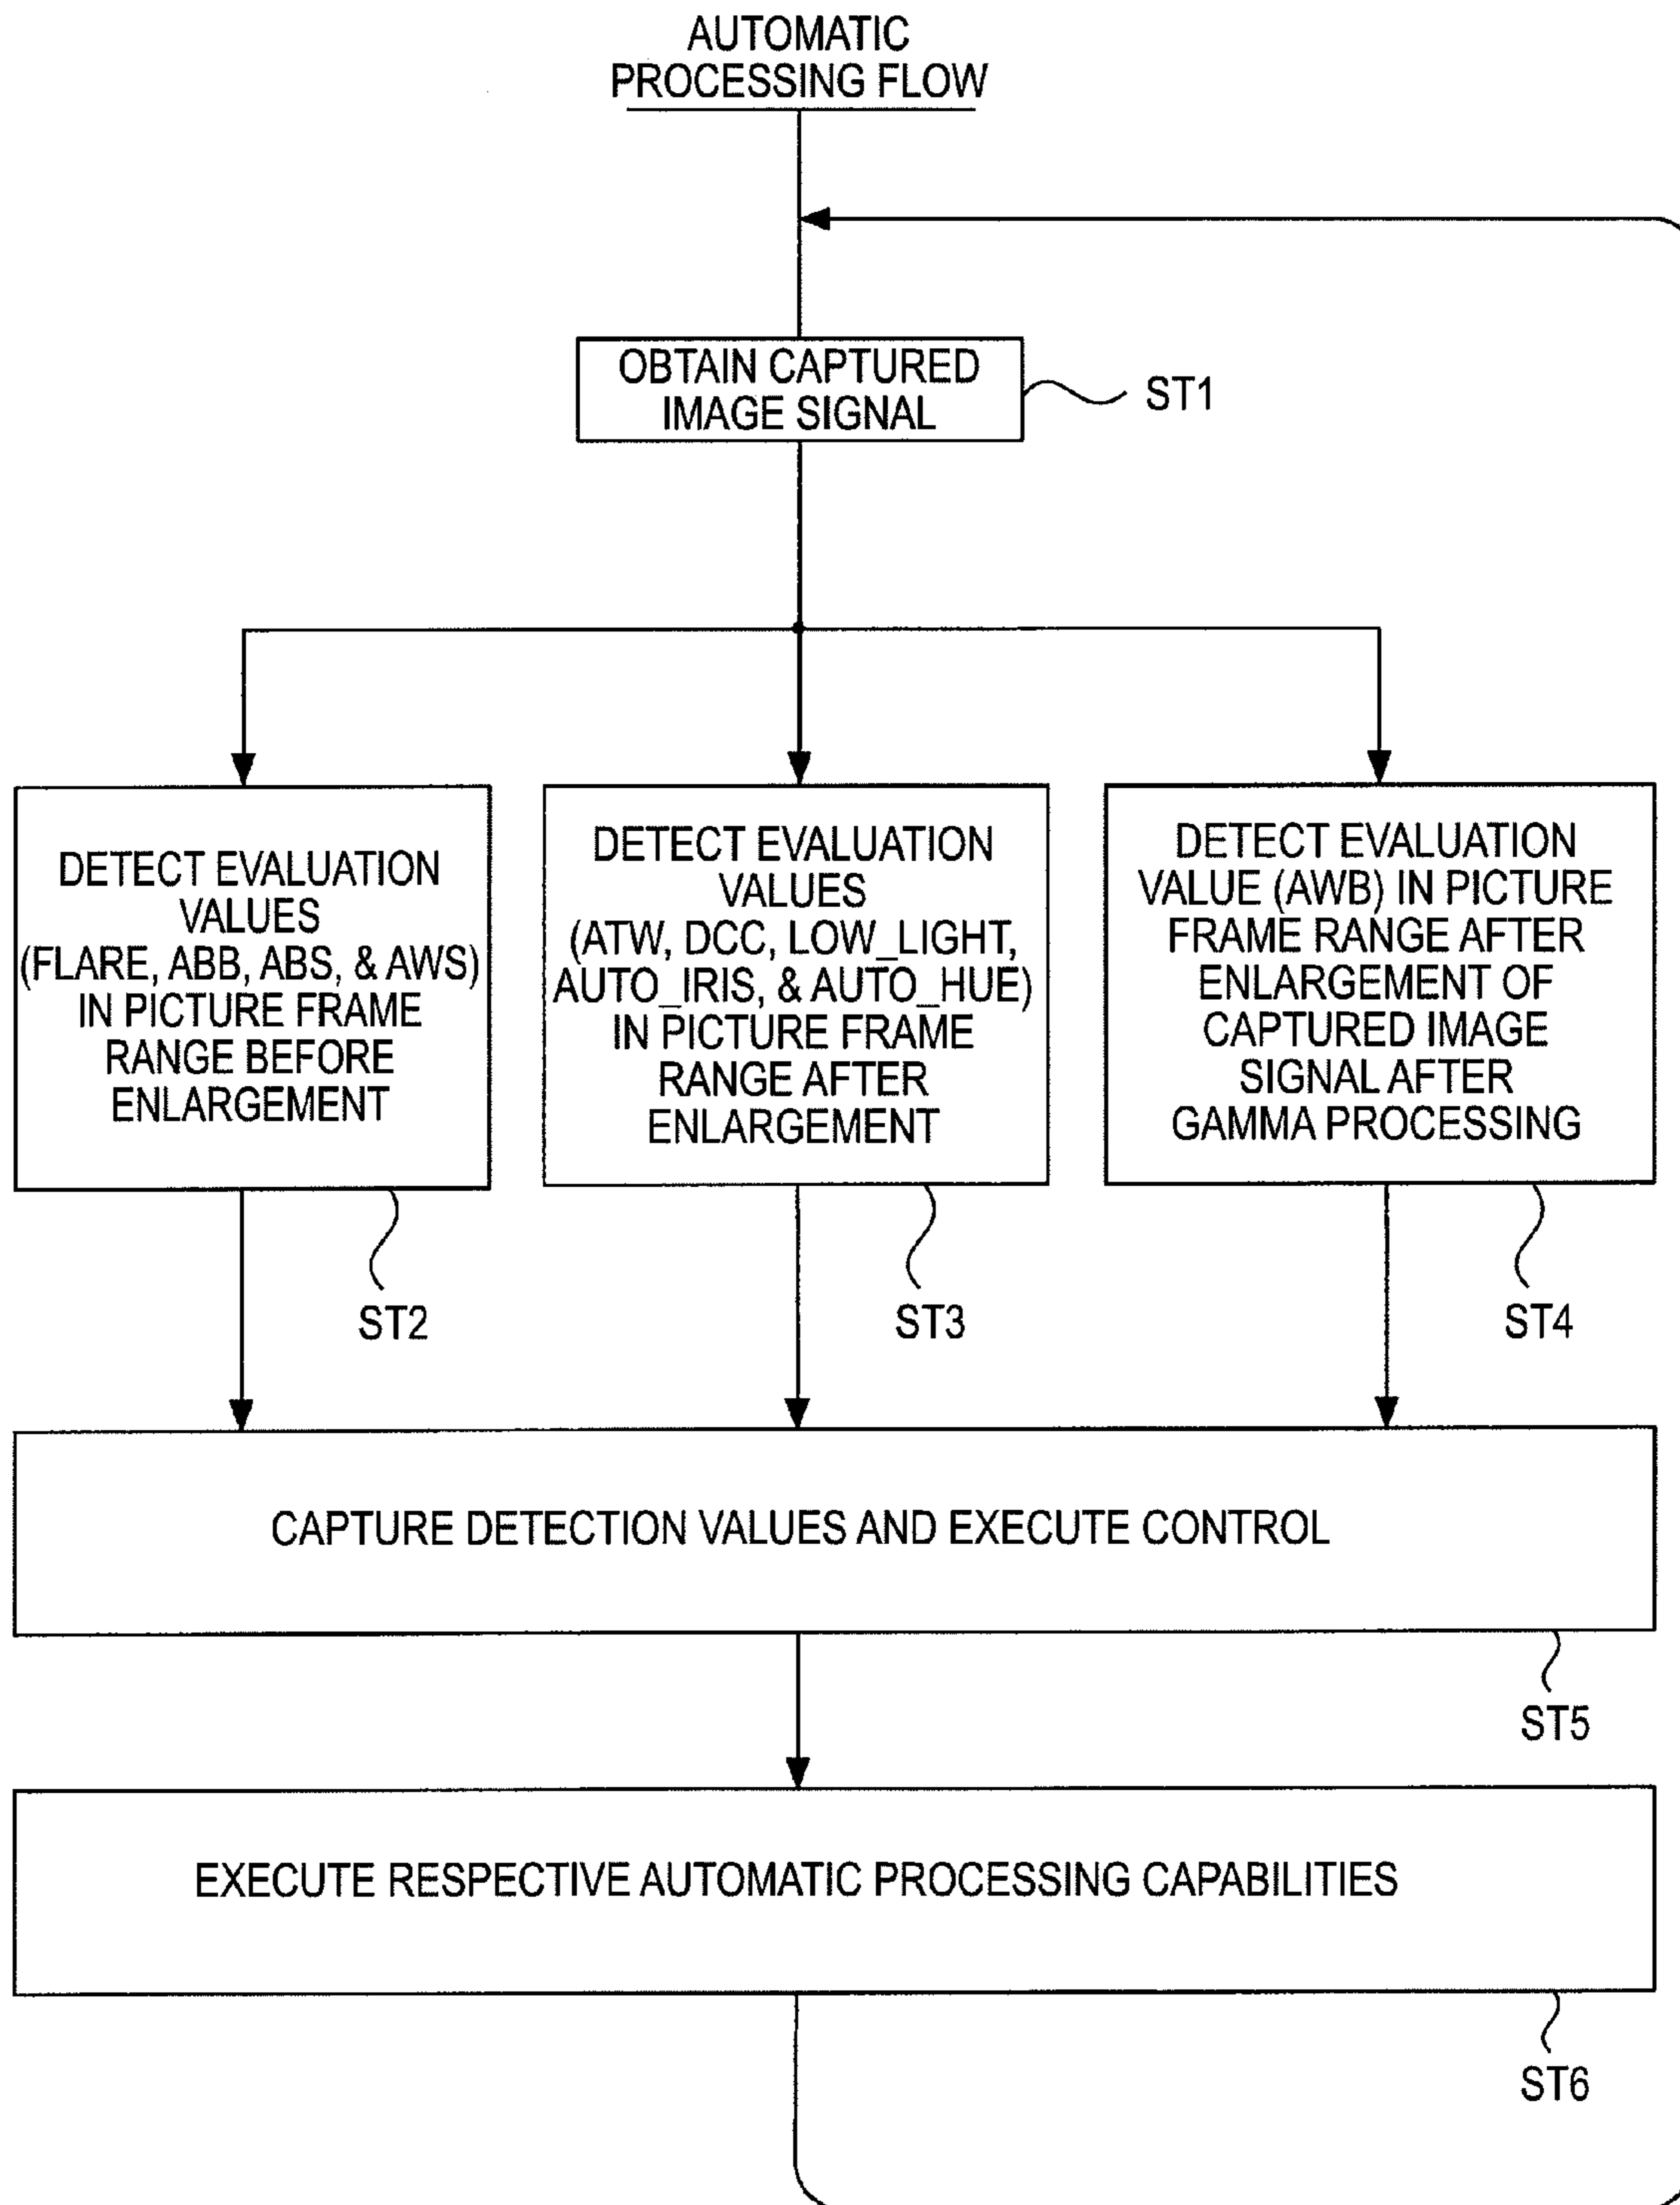 AUTOMATIC
PROCESSING FLOW
OBTAIN CAPTURED
IMAGE SIGNAL
ST1
DETECT EVALUATION
VALUES
(FLARE, ABB, ABS, & AWS)
IN PICTURE FRAME
RANGE BEFORE
ENLARGEMENT
ST2
DETECT EVALUATION
VALUES
(ATW, DCC, LOW_LIGHT,
AUTO_IRIS, & AUTO_HUE)
IN PICTURE FRAME
RANGE AFTER
ENLARGEMENT
ST3
DETECT EVALUATION
VALUE (AWB) IN PICTURE
FRAME RANGE AFTER
ENLARGEMENT OF
CAPTURED IMAGE
SIGNAL AFTER
GAMMA PROCESSING
ST4
CAPTURE DETECTION VALUES AND EXECUTE CONTROL
ST5
EXECUTE RESPECTIVE AUTOMATIC PROCESSING CAPABILITIES
ST6